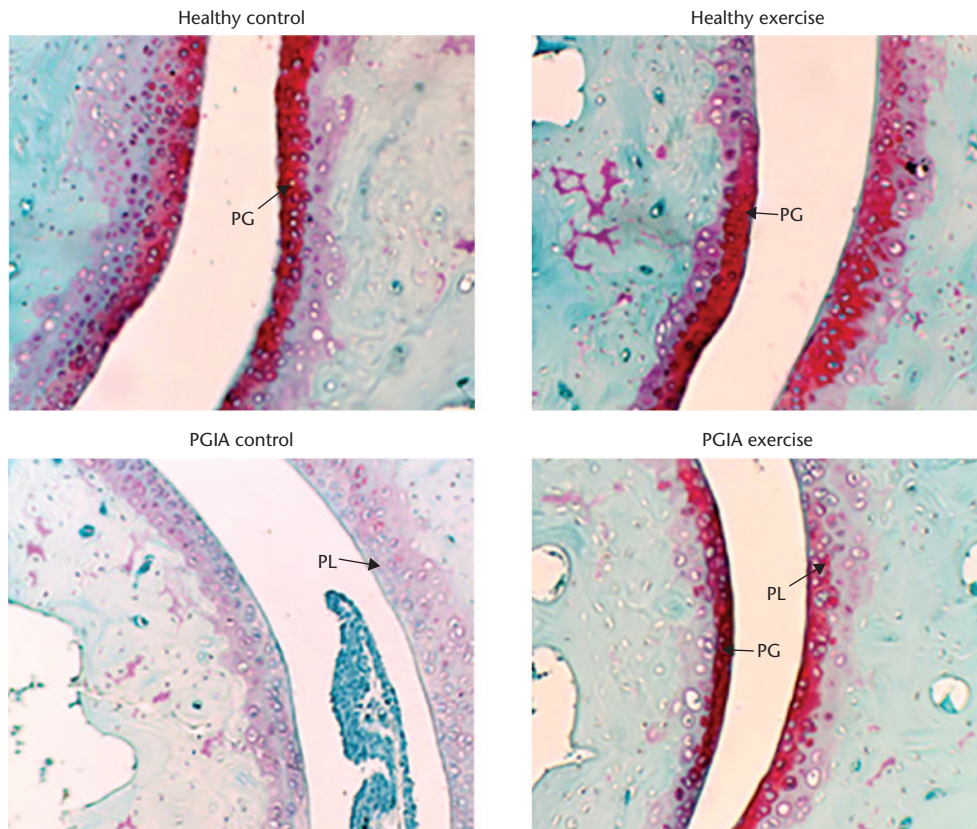 Healthy control
Healthy exercise
PG
PG
PGIA control
PGIA exercise
PL
PL
PG